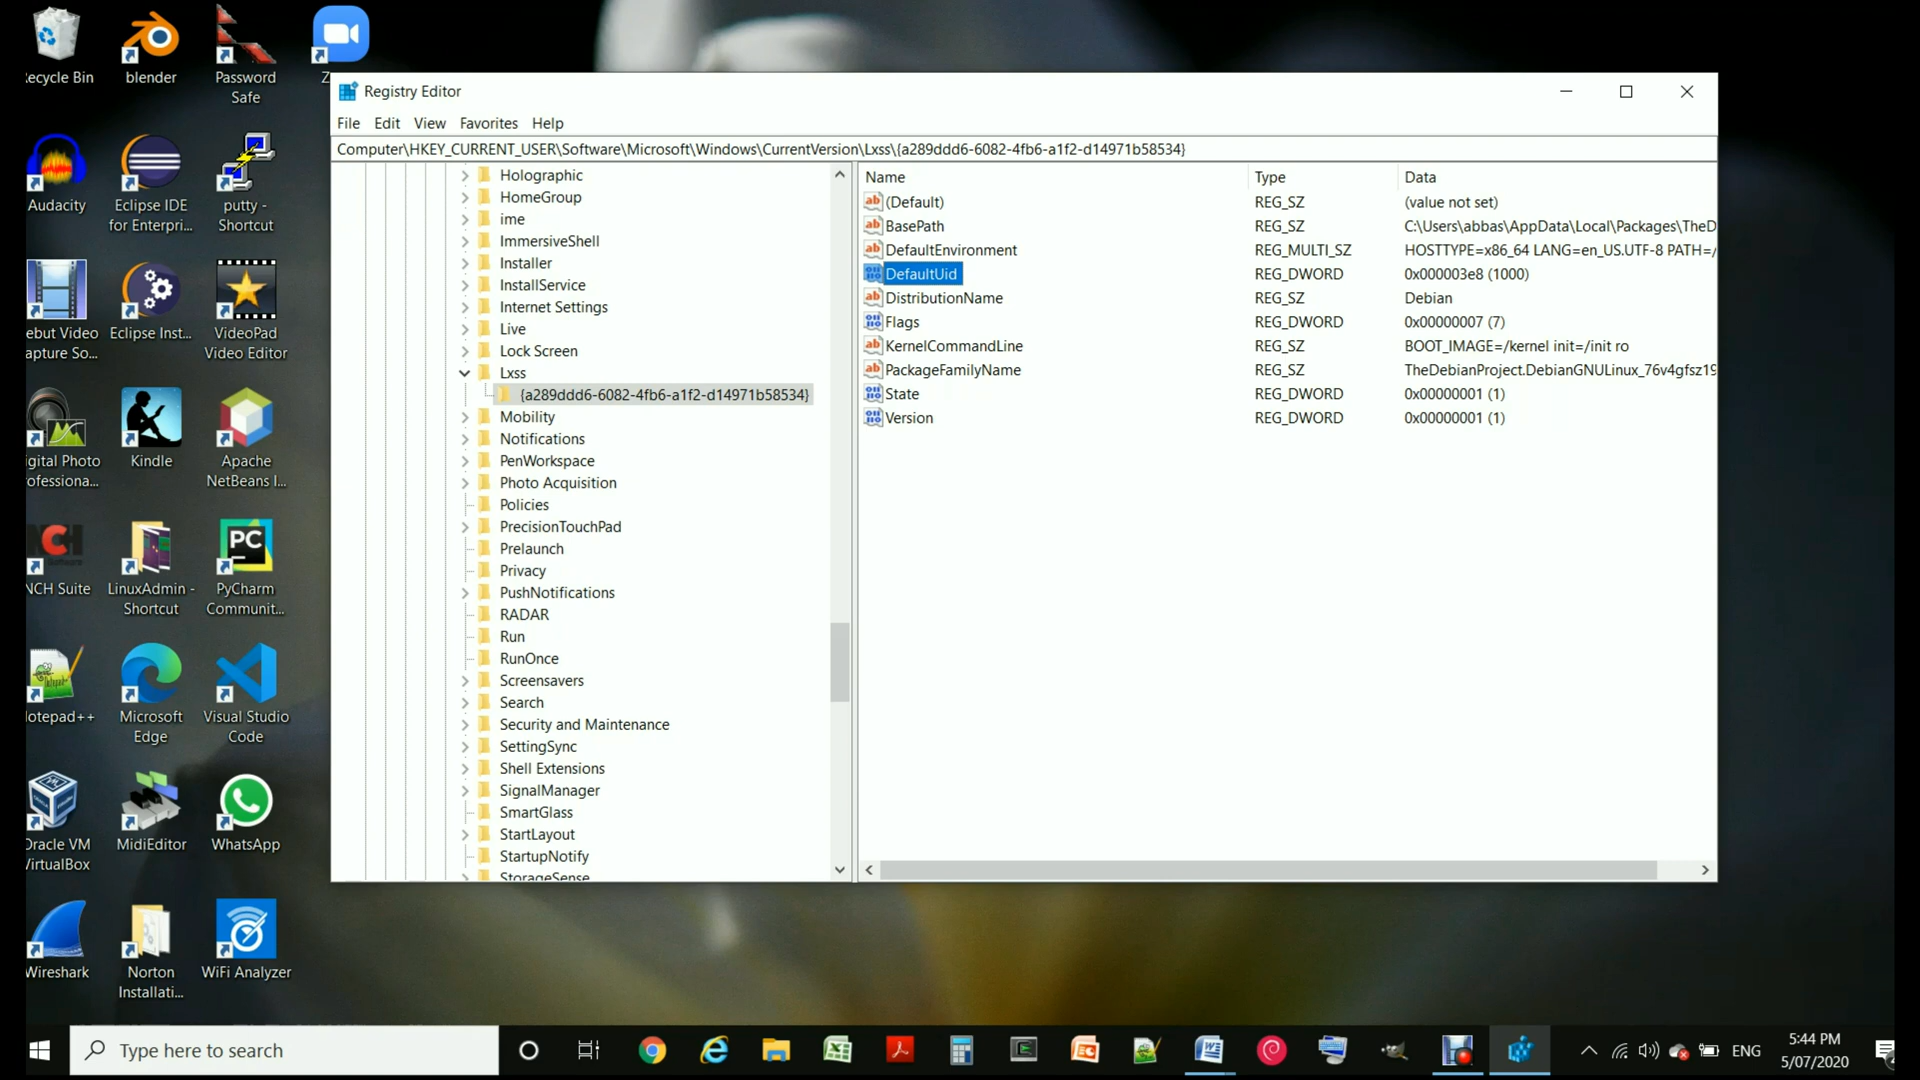 ecycle Bin
blender
Password
Safe
Z
Audacity
Eclipse IDE
for Enterpri...
putty -
Shortcut
ebut Video
apture So...
Eclipse Inst...
VideoPad
Video Editor
igital Photo
ofessiona...
Kindle
Apache
NetBeans I...
NCH Suite
LinuxAdmin -
Shortcut
PC
PyCharm
Communit...
otepad++
Microsoft
Edge
Visual Studio
Code
Oracle VM
VirtualBox
MidiEditor
WhatsApp
Wireshark
Norton
Installati...
WiFi Analyzer
Registry Editor
File Edit View Favorites Help
Computer\HKEY_CURRENT_USER\Software\Microsoft\Windows\CurrentVersion\Lxss\{a289ddd6-6082-4fb6-a1f2-d14971b58534}
Holographic
HomeGroup
ime
ImmersiveShell
Installer
InstallService
Internet Settings
Live
Lock Screen
Lxss
{a289ddd6-6082-4fb6-a1f2-d14971b58534}
Mobility
Notifications
PenWorkspace
Photo Acquisition
Policies
PrecisionTouchPad
Prelaunch
Privacy
PushNotifications
RADAR
Run
RunOnce
Screensavers
Search
Security and Maintenance
SettingSync
Shell Extensions
SignalManager
SmartGlass
StartLayout
StartupNotify
StorageSense
Name Type Data
(Default) REG_SZ (value not set)
BasePath REG_SZ C:\Users\abbas\AppData\Local\Packages\TheD
DefaultEnvironment REG_MULTI_SZ HOSTTYPE=x86_64 LANG=en_US.UTF-8 PATH=/
DefaultUid REG_DWORD 0x000003e8 (1000)
DistributionName REG_SZ Debian
Flags REG_DWORD 0x00000007 (7)
KernelCommandLine REG_SZ BOOT_IMAGE=/kernel init=/init ro
PackageFamilyName REG_SZ TheDebianProject.DebianGNULinux_76v4gfsz19
State REG_DWORD 0x00000001 (1)
Version REG_DWORD 0x00000001 (1)
Type here to search
ENG
5:44 PM
5/07/2020